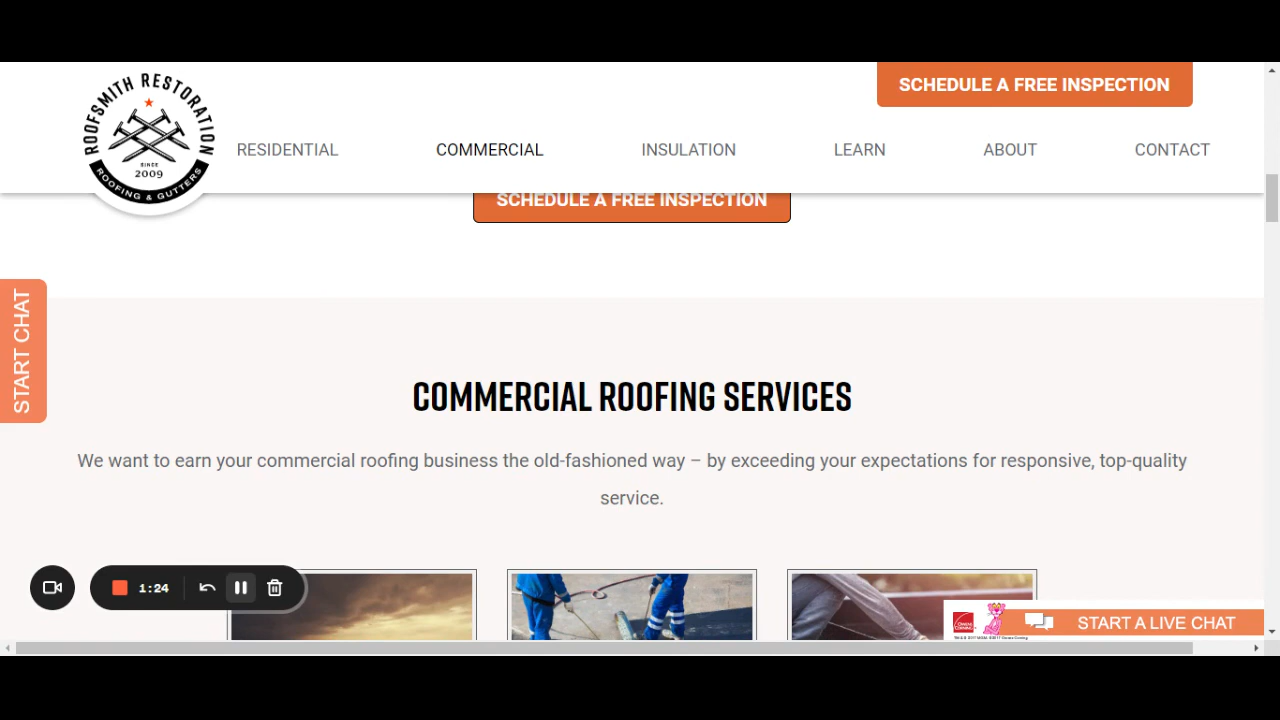 SCHEDULE A FREE INSPECTION
ROOFSMITH RESTORATION
SINCE
2009
ROOFING & GUTTERS
RESIDENTIAL
COMMERCIAL
INSULATION
LEARN
ABOUT
CONTACT
SCHEDULE A FREE INSPECTION
START CHAT
COMMERCIAL ROOFING SERVICES
We want to earn your commercial roofing business the old-fashioned way – by exceeding your expectations for responsive, top-quality
service.
1:24
START A LIVE CHAT